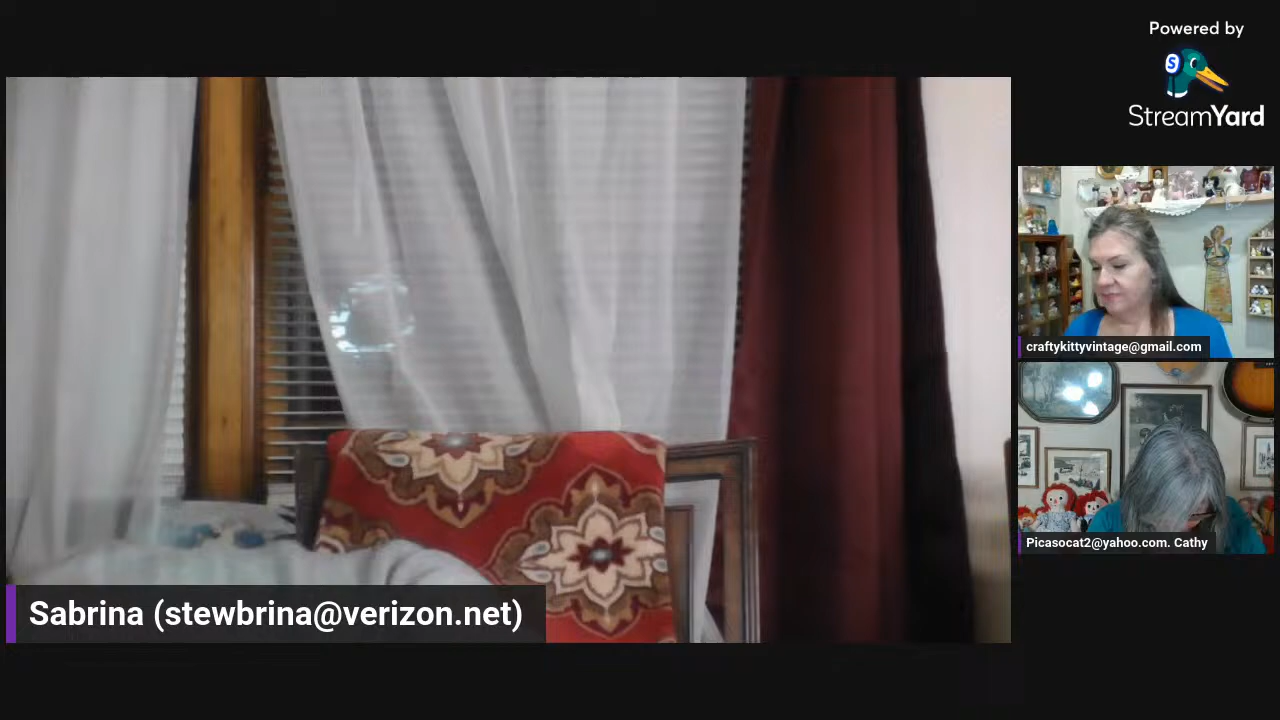 Powered by
S
StreamYard
craftykittyvintage@gmail.com
Picasocat2@yahoo.com. Cathy
Sabrina (stewbrina@verizon.net)